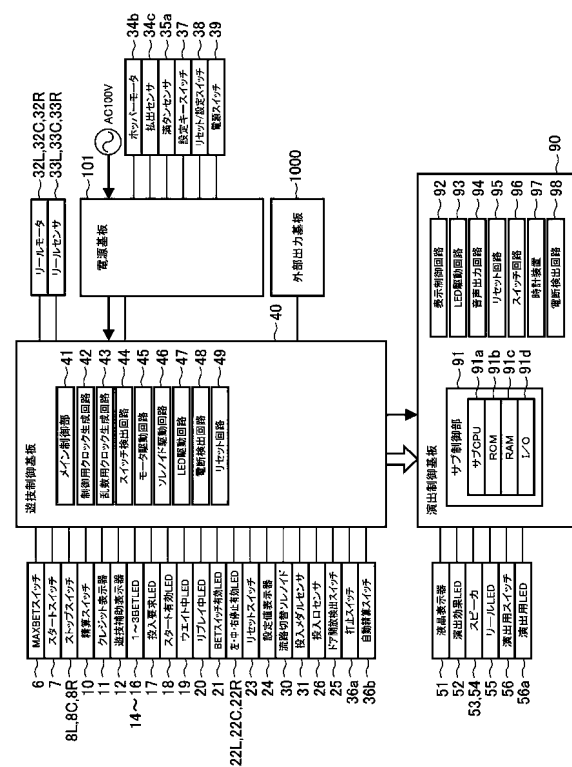 32L,32C,32R
リールモータ
33L,33C,33R
リールセンサ
AC100V
101
電源基板
ホッパーモータ
34b
払出センサ
34c
満タンセンサ
35a
設定キースイッチ
37
リセット/設定スイッチ
38
電源スイッチ
39
1000
外部出力基板
40
遊技制御基板
メイン制御部
41
制御用クロック生成回路
42
乱数用クロック生成回路
43
スイッチ検出回路
44
モータ駆動回路
45
ソレノイド駆動回路
46
LED駆動回路
47
電断検出回路
48
リセット回路
49
6
MAXBETスイッチ
7
スタートスイッチ
8L,8C,8R
ストップスイッチ
10
精算スイッチ
11
クレジット表示器
12
遊技補助表示器
14～16
1～3BETLED
17
投入要求LED
18
スタート有効LED
19
ウエイト中LED
20
リプレイ中LED
21
BETスイッチ有効LED
22L,22C,22R
左・中・右停止有効LED
23
リセットスイッチ
24
設定値表示器
30
流路切替ソレノイド
31
投入メダルセンサ
26
投入口センサ
25
ドア開放検出スイッチ
36a
打止スイッチ
36b
自動精算スイッチ
90
演出制御基板
91
サブ制御部
サブCPU
91a
ROM
91b
RAM
91c
I/O
91d
表示制御回路
92
LED駆動回路
93
音声出力回路
94
リセット回路
95
スイッチ回路
96
時計装置
97
電断検出回路
98
51
液晶表示器
52
演出効果LED
53,54
スピーカ
55
リールLED
56
演出用スイッチ
56a
演出用LED